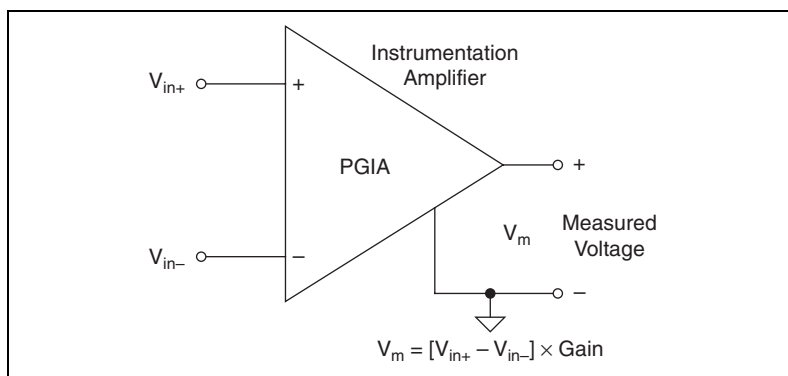 Instrumentation
Amplifier
V_in+
+
PGIA
+
V_m
Measured
Voltage
V_in–
–
–
V_m = [V_in+ – V_in–] × Gain